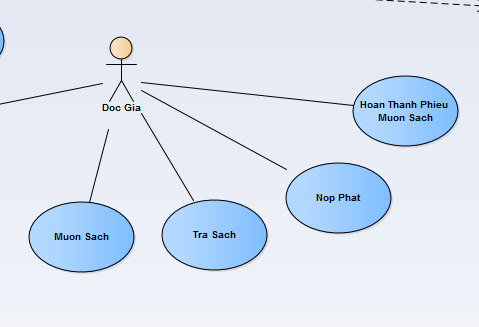 Doc Gia
Hoan Thanh Phieu
Muon Sach
Nop Phat
Tra Sach
Muon Sach